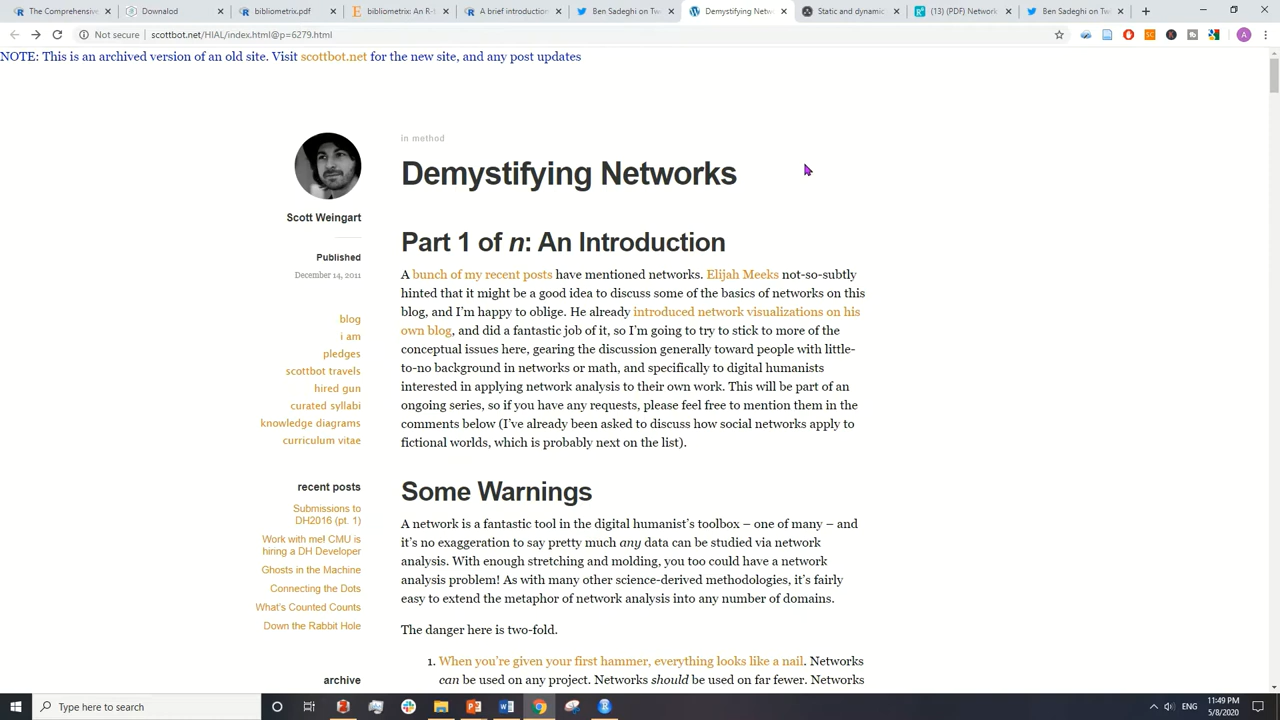 The Comprehensive
Downalod
bibliometrix.pdf
bibliometric An R-t
A brief introduction
Ben Sadeghi on Tw
Demystifying Netwo
Static and dynamic
(13) (PDF) Network
Ben Sadeghi on Tw
Not secure
scottbot.net/HIAL/index.html@p=6279.html
NOTE: This is an archived version of an old site. Visit scottbot.net for the new site, and any post updates
in method
Demystifying Networks
Scott Weingart
Published
December 14, 2011
blog
i am
pledges
scottbot travels
hired gun
curated syllabi
knowledge diagrams
curriculum vitae
recent posts
Submissions to
DH2016 (pt. 1)
Work with me! CMU is
hiring a DH Developer
Ghosts in the Machine
Connecting the Dots
What's Counted Counts
Down the Rabbit Hole
archive
Part 1 of n: An Introduction
A bunch of my recent posts have mentioned networks. Elijah Meeks not-so-subtly
hinted that it might be a good idea to discuss some of the basics of networks on this
blog, and I'm happy to oblige. He already introduced network visualizations on his
own blog, and did a fantastic job of it, so I'm going to try to stick to more of the
conceptual issues here, gearing the discussion generally toward people with little-
to-no background in networks or math, and specifically to digital humanists
interested in applying network analysis to their own work. This will be part of an
ongoing series, so if you have any requests, please feel free to mention them in the
comments below (I've already been asked to discuss how social networks apply to
fictional worlds, which is probably next on the list).
Some Warnings
A network is a fantastic tool in the digital humanist's toolbox – one of many – and
it's no exaggeration to say pretty much any data can be studied via network
analysis. With enough stretching and molding, you too could have a network
analysis problem! As with many other science-derived methodologies, it's fairly
easy to extend the metaphor of network analysis into any number of domains.
The danger here is two-fold.
1. When you're given your first hammer, everything looks like a nail. Networks
can be used on any project. Networks should be used on far fewer. Networks
Type here to search
ENG
11:49 PM
5/8/2020